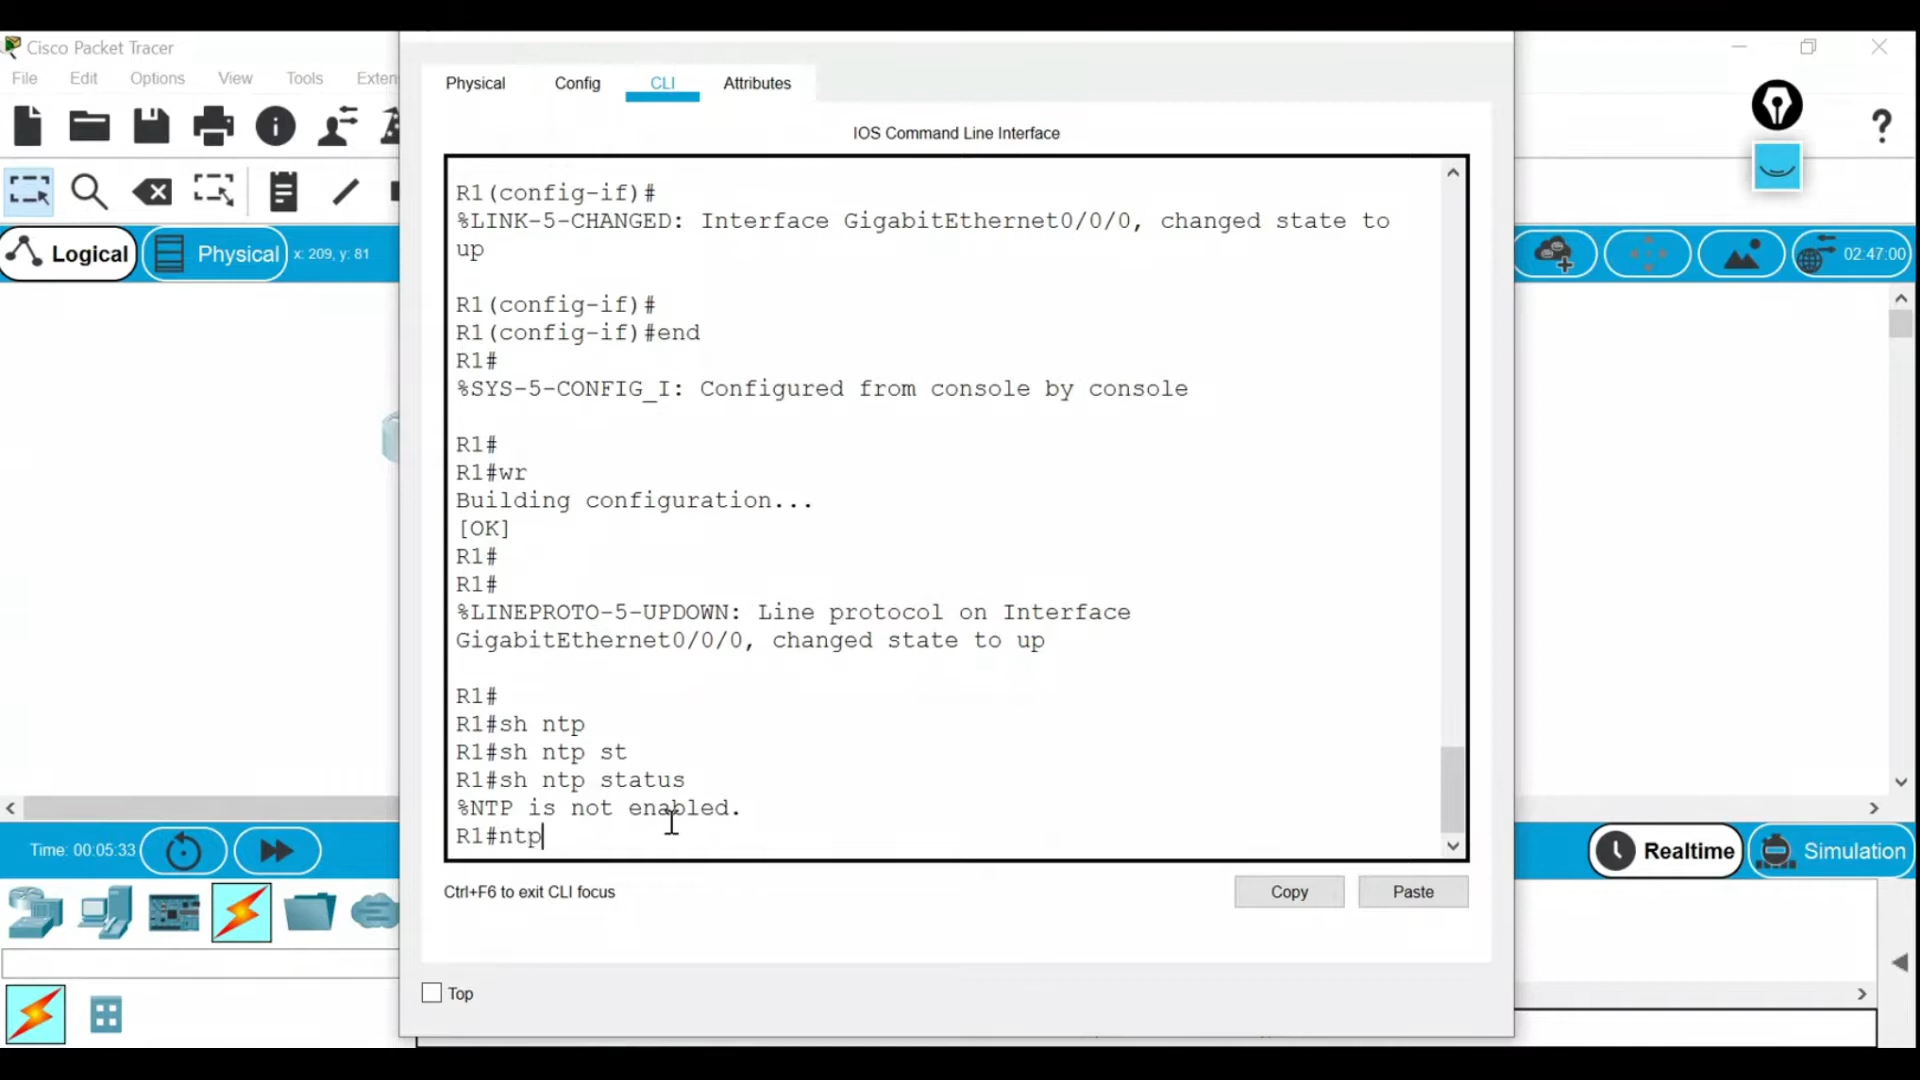 Cisco Packet Tracer
File Edit Options View Tools Exten
Physical Config CLI Attributes
IOS Command Line Interface
Logical Physical x: 209, y: 81
02:47:00
R1(config-if)#
%LINK-5-CHANGED: Interface GigabitEthernet0/0/0, changed state to
up
R1(config-if)#
R1(config-if)#end
R1#
%SYS-5-CONFIG_I: Configured from console by console
R1#
R1#wr
Building configuration...
[OK]
R1#
R1#
%LINEPROTO-5-UPDOWN: Line protocol on Interface
GigabitEthernet0/0/0, changed state to up
R1#
R1#sh ntp
R1#sh ntp st
R1#sh ntp status
%NTP is not enabled.
R1#ntp
Ctrl+F6 to exit CLI focus
Copy Paste
Top
Time: 00:05:33
Realtime Simulation